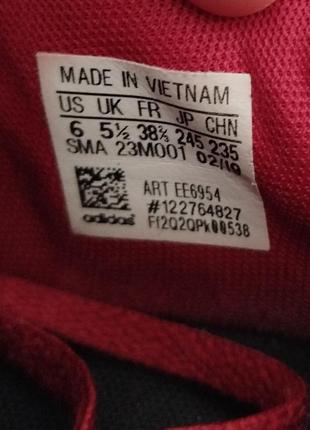 MADE IN VIETNAM
US UK FR JP CHN
6 5½ 38⅔ 245 235
SMA 23M001 02/19
ART EE6954
#122764827
adidas Ff2Q2QPk00538